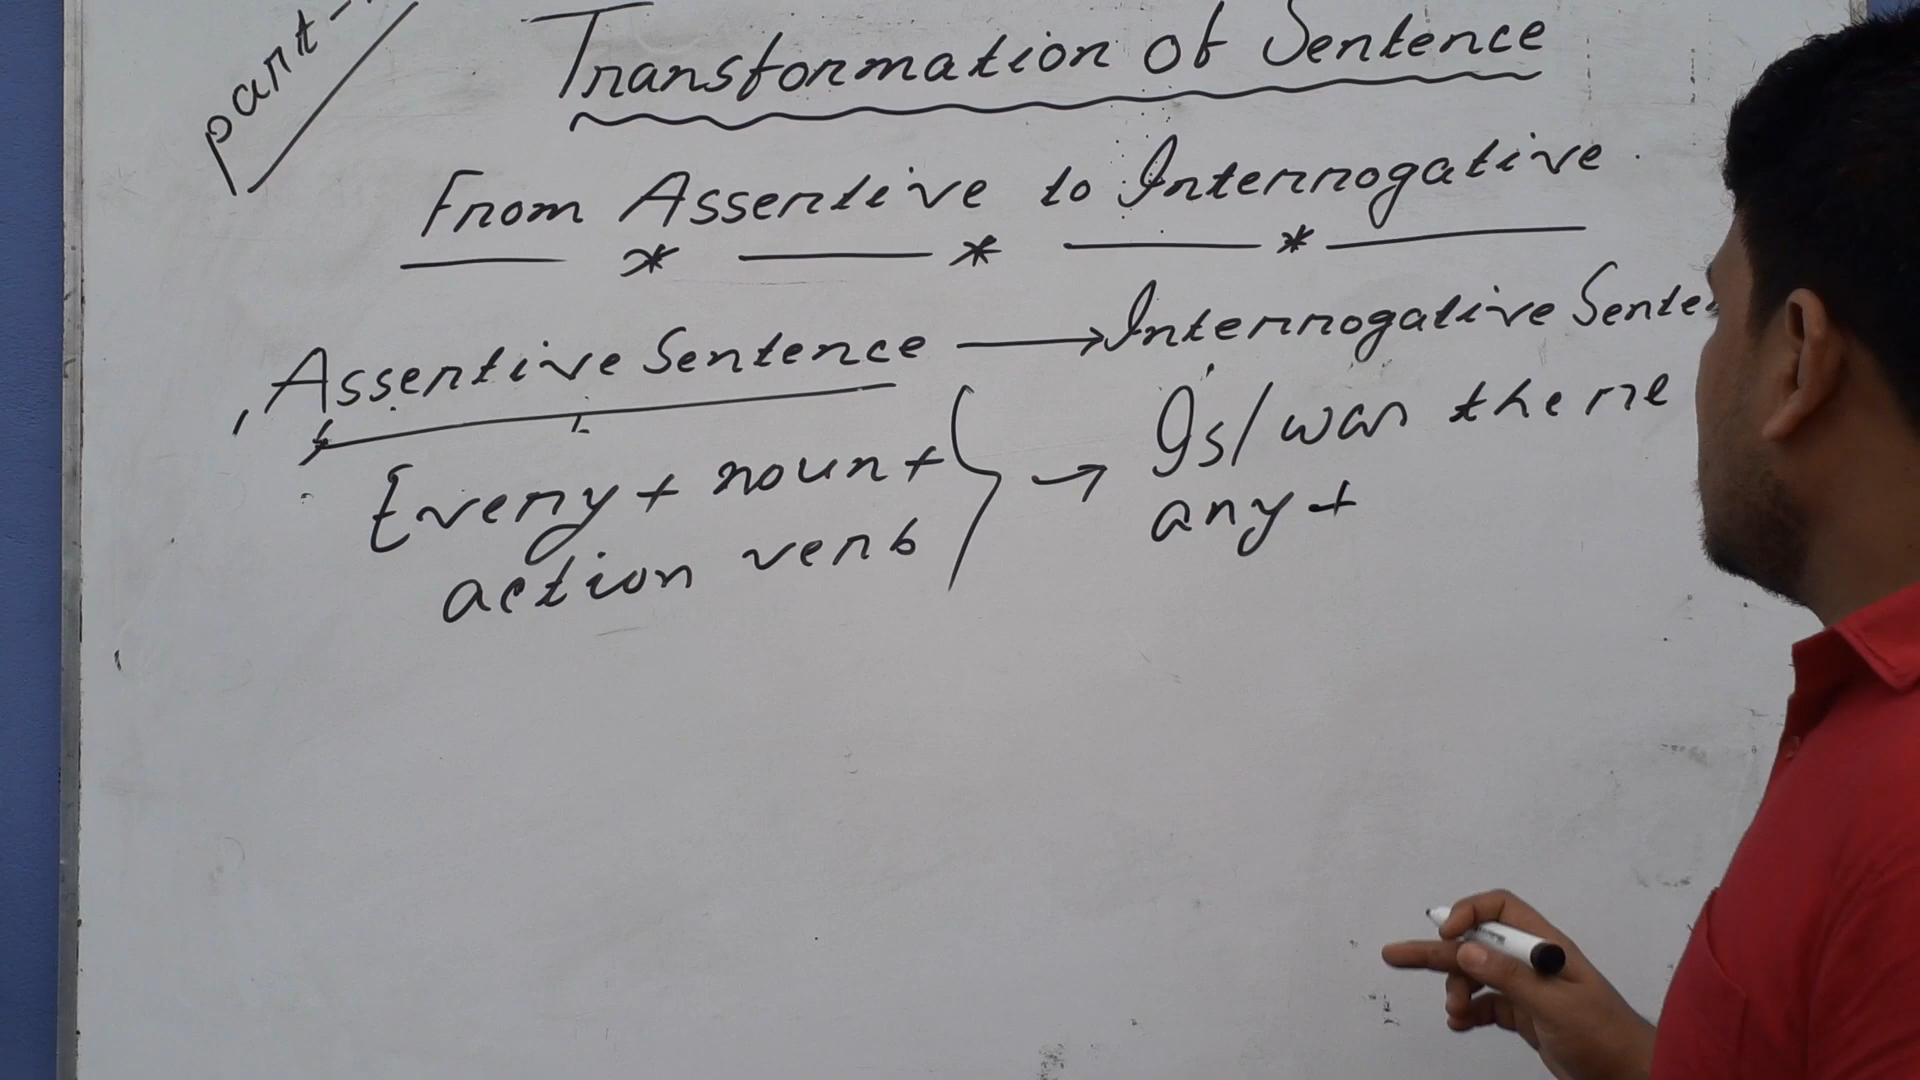 part-
Transformation of Sentence
From Assertive to Interrogative
Assertive Sentence → Interrogative Sente
Every + noun + action verb } → Is/was there any +